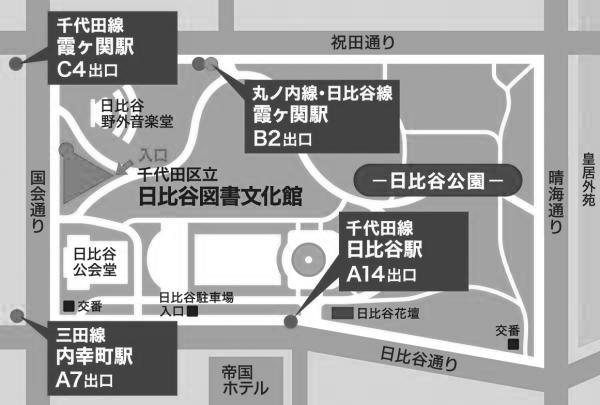 千代田線
霞ヶ関駅
C4出口
祝田通り
丸ノ内線・日比谷線
霞ヶ関駅
B2出口
日比谷
野外音楽堂
入口
千代田区立
日比谷図書文化館
ー日比谷公園ー
国会通り
晴海通り
皇居外苑
千代田線
日比谷駅
A14出口
日比谷
公会堂
交番
日比谷駐車場
入口
日比谷花壇
交番
三田線
内幸町駅
A7出口
日比谷通り
帝国
ホテル